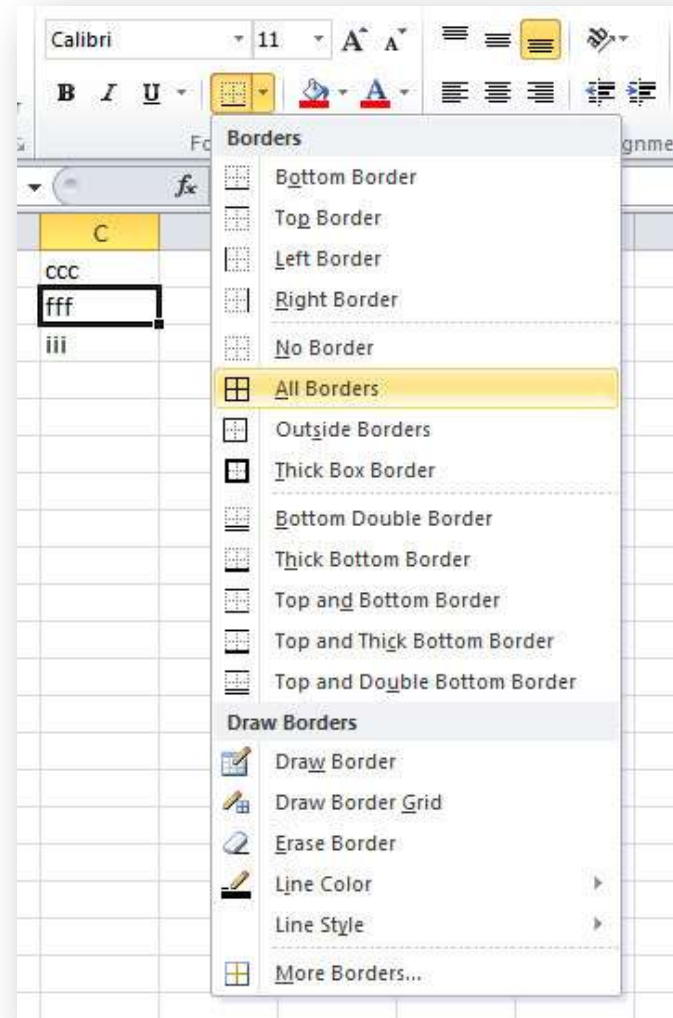 Calibri 11 A A
B I U A
Fo
gnme
Borders
fx
Bottom Border
C
Top Border
ccc
Left Border
fff
Right Border
iii
No Border
All Borders
Outside Borders
Thick Box Border
Bottom Double Border
Thick Bottom Border
Top and Bottom Border
Top and Thick Bottom Border
Top and Double Bottom Border
Draw Borders
Draw Border
Draw Border Grid
Erase Border
Line Color
Line Style
More Borders...